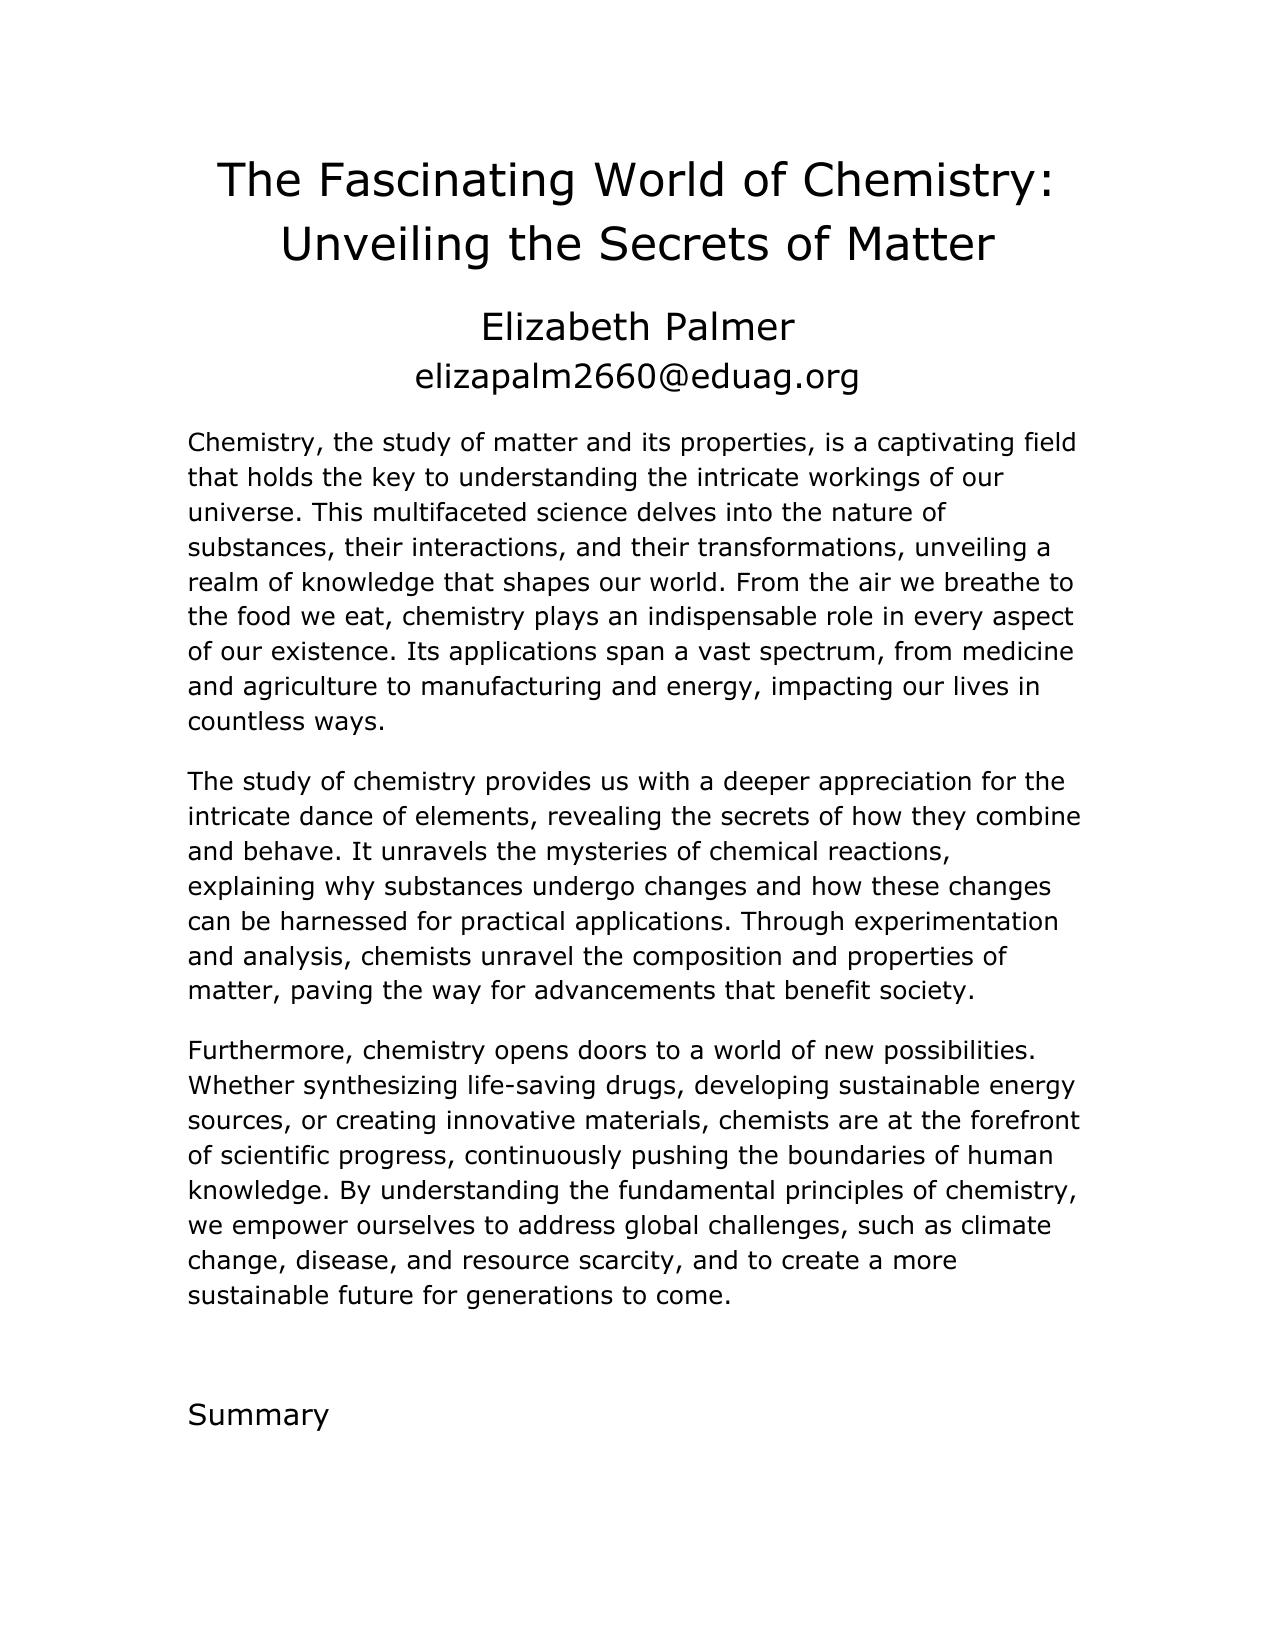 The Fascinating World of Chemistry:
Unveiling the Secrets of Matter
Elizabeth Palmer
elizapalm2660@eduag.org
Chemistry, the study of matter and its properties, is a captivating field
that holds the key to understanding the intricate workings of our
universe. This multifaceted science delves into the nature of
substances, their interactions, and their transformations, unveiling a
realm of knowledge that shapes our world. From the air we breathe to
the food we eat, chemistry plays an indispensable role in every aspect
of our existence. Its applications span a vast spectrum, from medicine
and agriculture to manufacturing and energy, impacting our lives in
countless ways.
The study of chemistry provides us with a deeper appreciation for the
intricate dance of elements, revealing the secrets of how they combine
and behave. It unravels the mysteries of chemical reactions,
explaining why substances undergo changes and how these changes
can be harnessed for practical applications. Through experimentation
and analysis, chemists unravel the composition and properties of
matter, paving the way for advancements that benefit society.
Furthermore, chemistry opens doors to a world of new possibilities.
Whether synthesizing life-saving drugs, developing sustainable energy
sources, or creating innovative materials, chemists are at the forefront
of scientific progress, continuously pushing the boundaries of human
knowledge. By understanding the fundamental principles of chemistry,
we empower ourselves to address global challenges, such as climate
change, disease, and resource scarcity, and to create a more
sustainable future for generations to come.
Summary